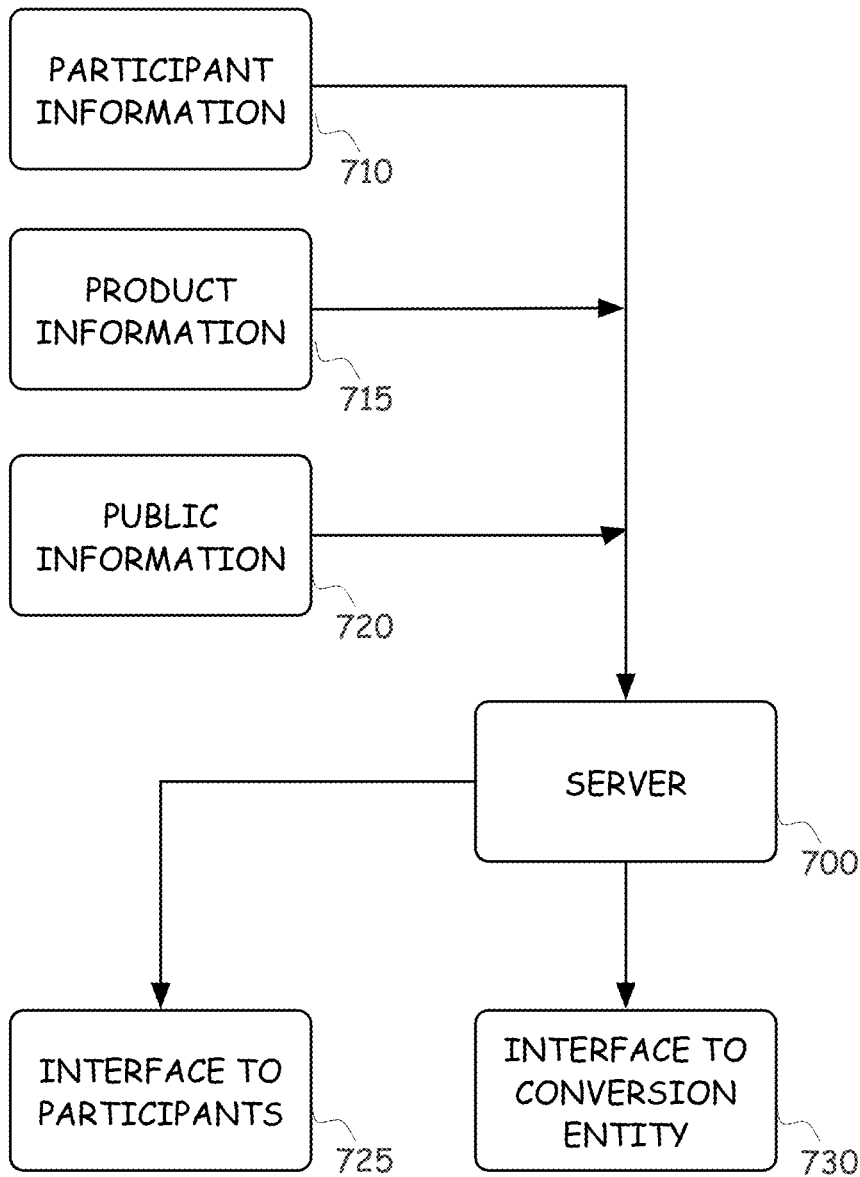 PARTICIPANT
INFORMATION
710
PRODUCT
INFORMATION
715
PUBLIC
INFORMATION
720
SERVER
700
INTERFACE TO
PARTICIPANTS
725
INTERFACE TO
CONVERSION
ENTITY
730